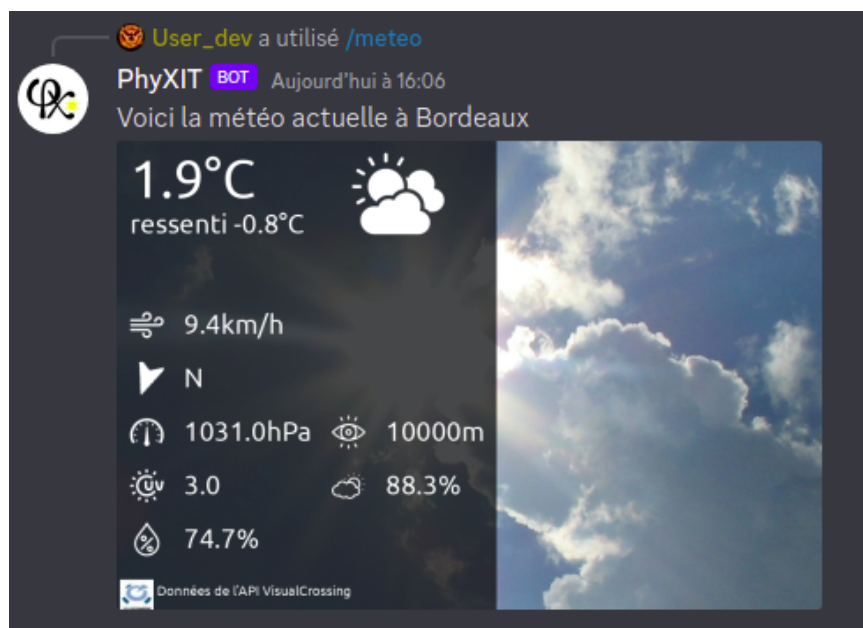 User_dev a utilisé /meteo
PhyXIT BOT Aujourd'hui à 16:06
Voici la météo actuelle à Bordeaux
1.9°C
ressenti -0.8°C
9.4km/h
N
1031.0hPa 10000m
UV 3.0 88.3%
% 74.7%
Données de l'API VisualCrossing